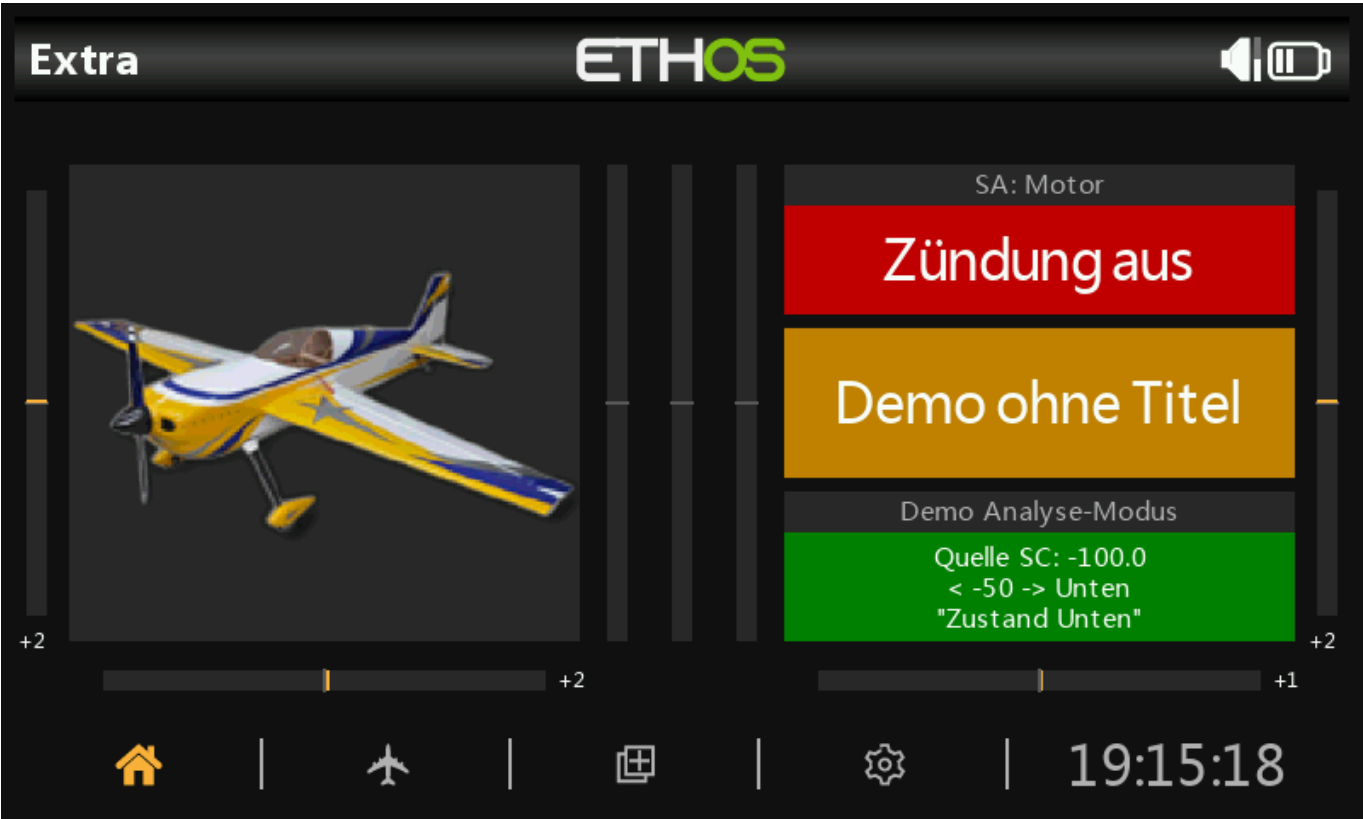 Extra
ETHOS
SA: Motor
Zündung aus
Demo ohne Titel
Demo Analyse-Modus
Quelle SC: -100.0
< -50 -> Unten
"Zustand Unten"
+2
+2
+2
+1
19:15:18